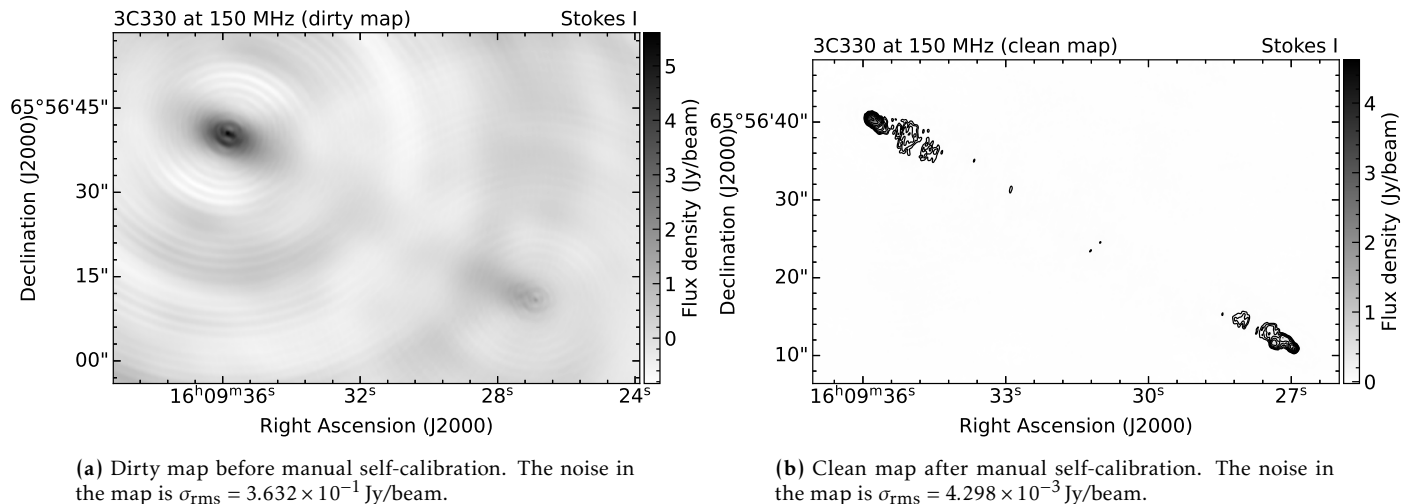 3C330 at 150 MHz (dirty map) Stokes I
65°56'45"
30"
15"
00"
Declination (J2000)
16ʰ09ᵐ36ˢ 32ˢ 28ˢ 24ˢ
Right Ascension (J2000)
5
4
3
2
1
0
Flux density (Jy/beam)
(a) Dirty map before manual self-calibration. The noise in
the map is σrms = 3.632 × 10⁻¹ Jy/beam.
3C330 at 150 MHz (clean map) Stokes I
65°56'40"
30"
20"
10"
Declination (J2000)
16ʰ09ᵐ36ˢ 33ˢ 30ˢ 27ˢ
Right Ascension (J2000)
4
3
2
1
0
Flux density (Jy/beam)
(b) Clean map after manual self-calibration. The noise in
the map is σrms = 4.298 × 10⁻³ Jy/beam.